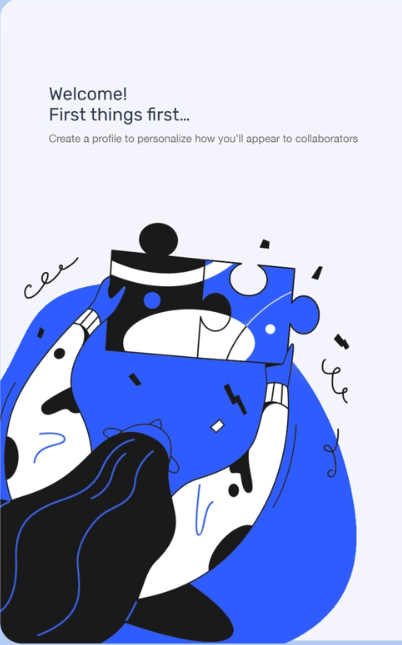 Welcome!
First things first...
Create a profile to personalize how you'll appear to collaborators